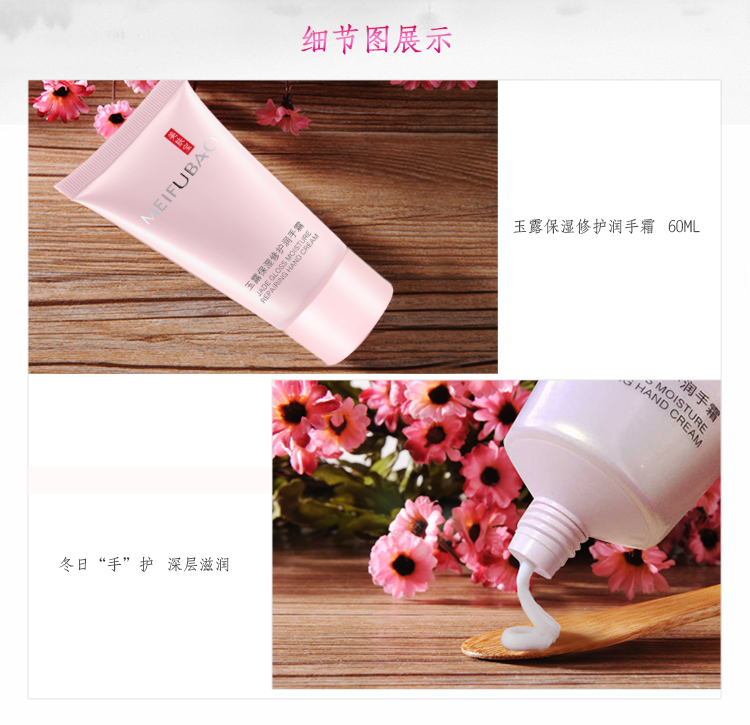 细节图展示
美肤宝
MEIFUBAO
玉露保湿修护润手霜
JADE GLOSS MOISTURE
REPAIRING HAND CREAM
玉露保湿修护润手霜 60ML
润手霜
SS MOISTURE
NG HAND CREAM
冬日“手”护 深层滋润